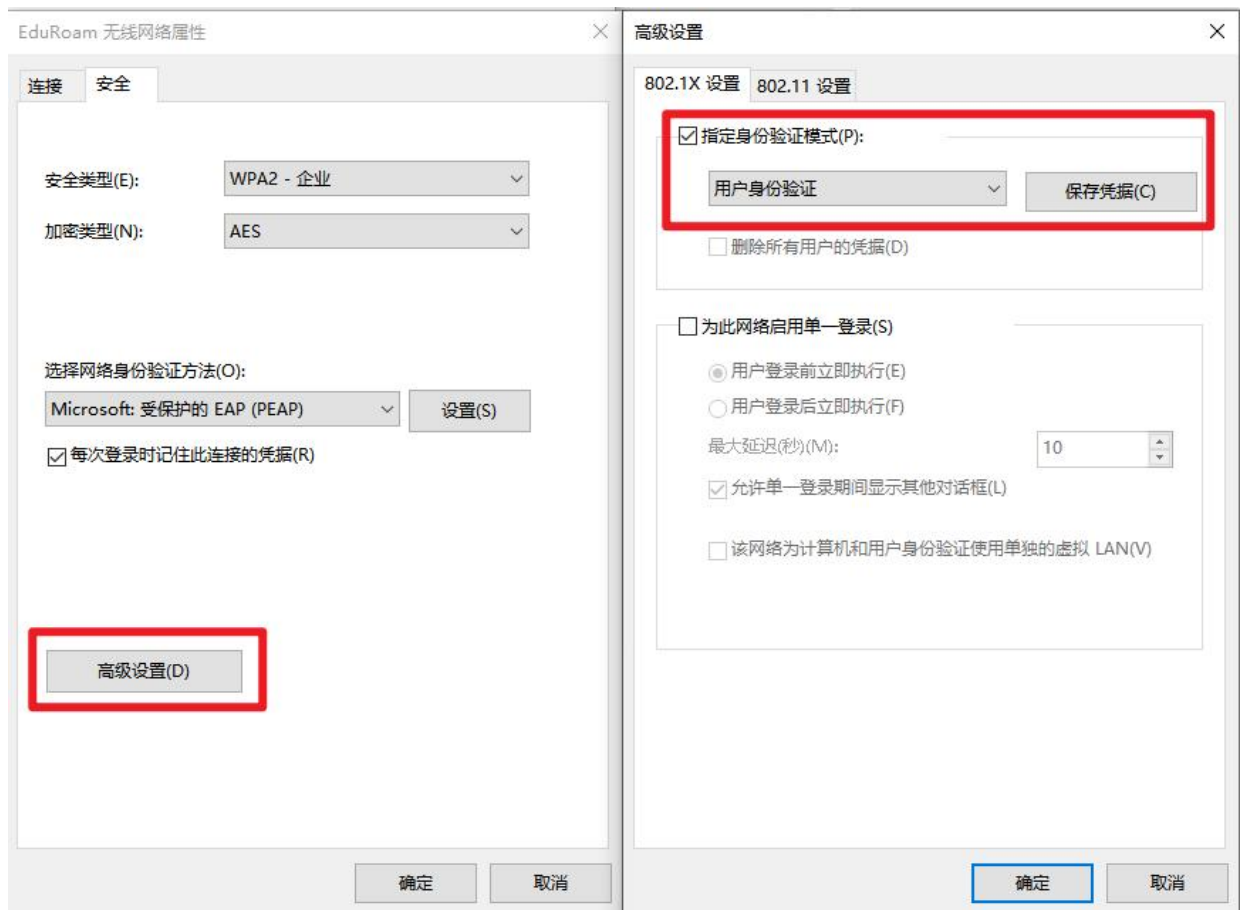 EduRoam 无线网络属性
连接
安全
安全类型(E):
WPA2 - 企业
加密类型(N):
AES
选择网络身份验证方法(O):
Microsoft: 受保护的 EAP (PEAP)
设置(S)
每次登录时记住此连接的凭据(R)
高级设置(D)
确定
取消
高级设置
802.1X 设置
802.11 设置
指定身份验证模式(P):
用户身份验证
保存凭据(C)
删除所有用户的凭据(D)
为此网络启用单一登录(S)
用户登录前立即执行(E)
用户登录后立即执行(F)
最大延迟(秒)(M):
10
允许单一登录期间显示其他对话框(L)
该网络为计算机和用户身份验证使用单独的虚拟 LAN(V)
确定
取消